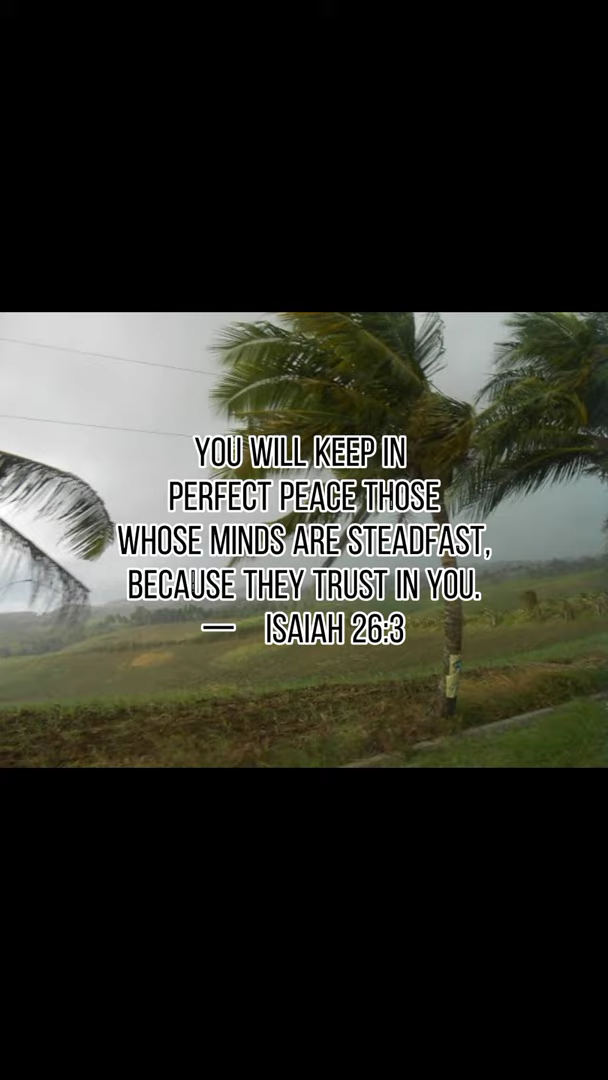 YOU WILL KEEP IN
PERFECT PEACE THOSE
WHOSE MINDS ARE STEADFAST,
BECAUSE THEY TRUST IN YOU.
— ISAIAH 26:3